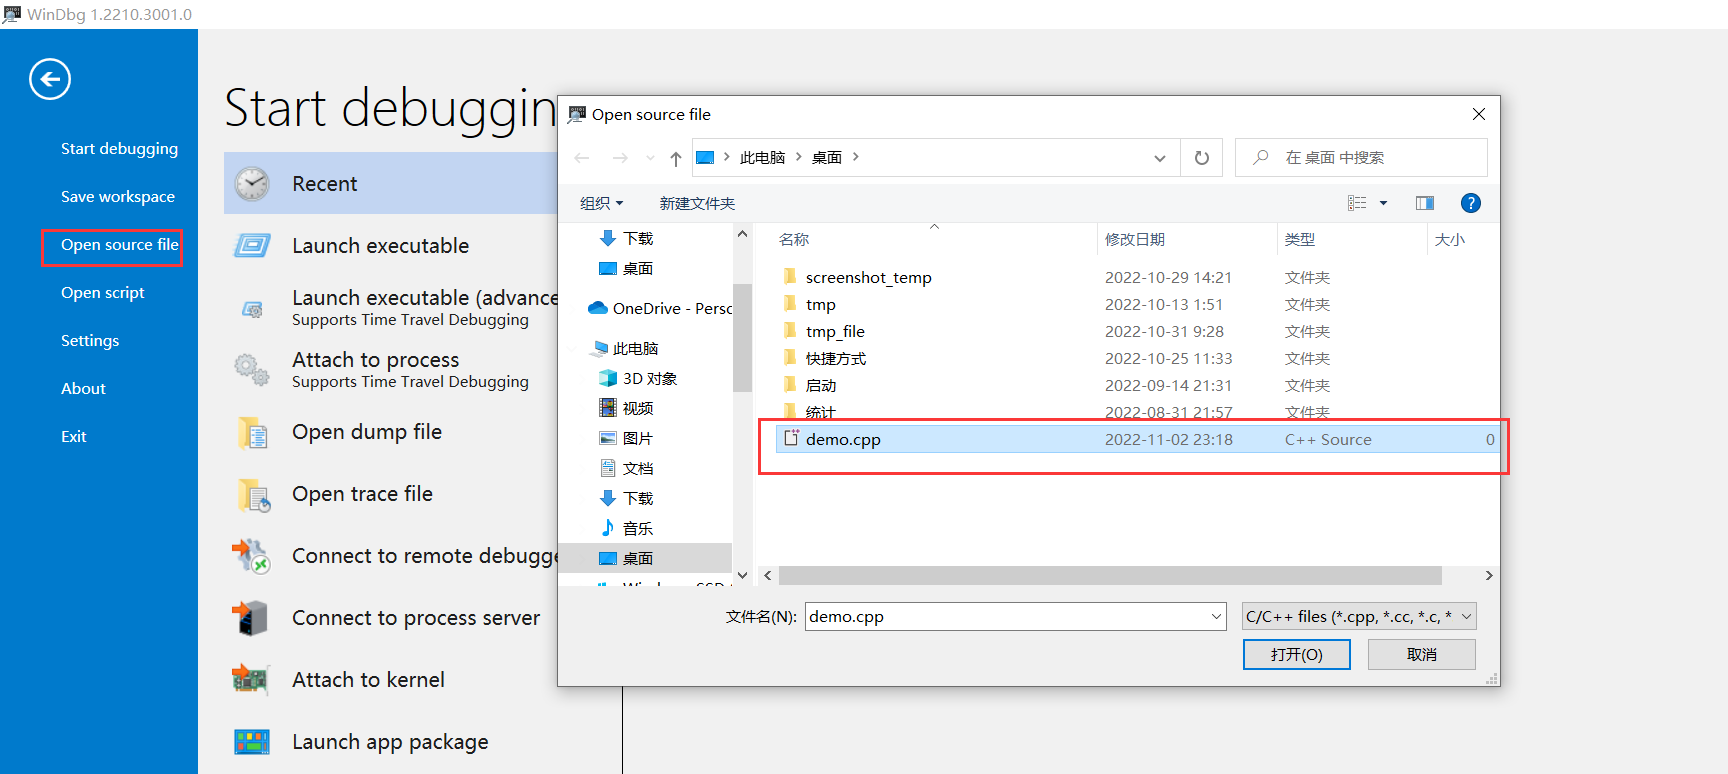 WinDbg 1.2210.3001.0
Start debugging
Save workspace
Open source file
Open script
Settings
About
Exit
Start debuggin
Recent
Launch executable
Launch executable (advance
Supports Time Travel Debugging
Attach to process
Supports Time Travel Debugging
Open dump file
Open trace file
Connect to remote debugge
Connect to process server
Attach to kernel
Launch app package
Open source file
此电脑 桌面
在 桌面 中搜索
组织 新建文件夹
下载
桌面
OneDrive - Perso
此电脑
3D 对象
视频
图片
文档
下载
音乐
桌面
名称 修改日期 类型 大小
screenshot_temp 2022-10-29 14:21 文件夹
tmp 2022-10-13 1:51 文件夹
tmp_file 2022-10-31 9:28 文件夹
快捷方式 2022-10-25 11:33 文件夹
启动 2022-09-14 21:31 文件夹
统计 2022-08-31 21:57 文件夹
demo.cpp 2022-11-02 23:18 C++ Source 0
文件名(N): demo.cpp C/C++ files (*.cpp, *.cc, *.c, *
打开(O) 取消